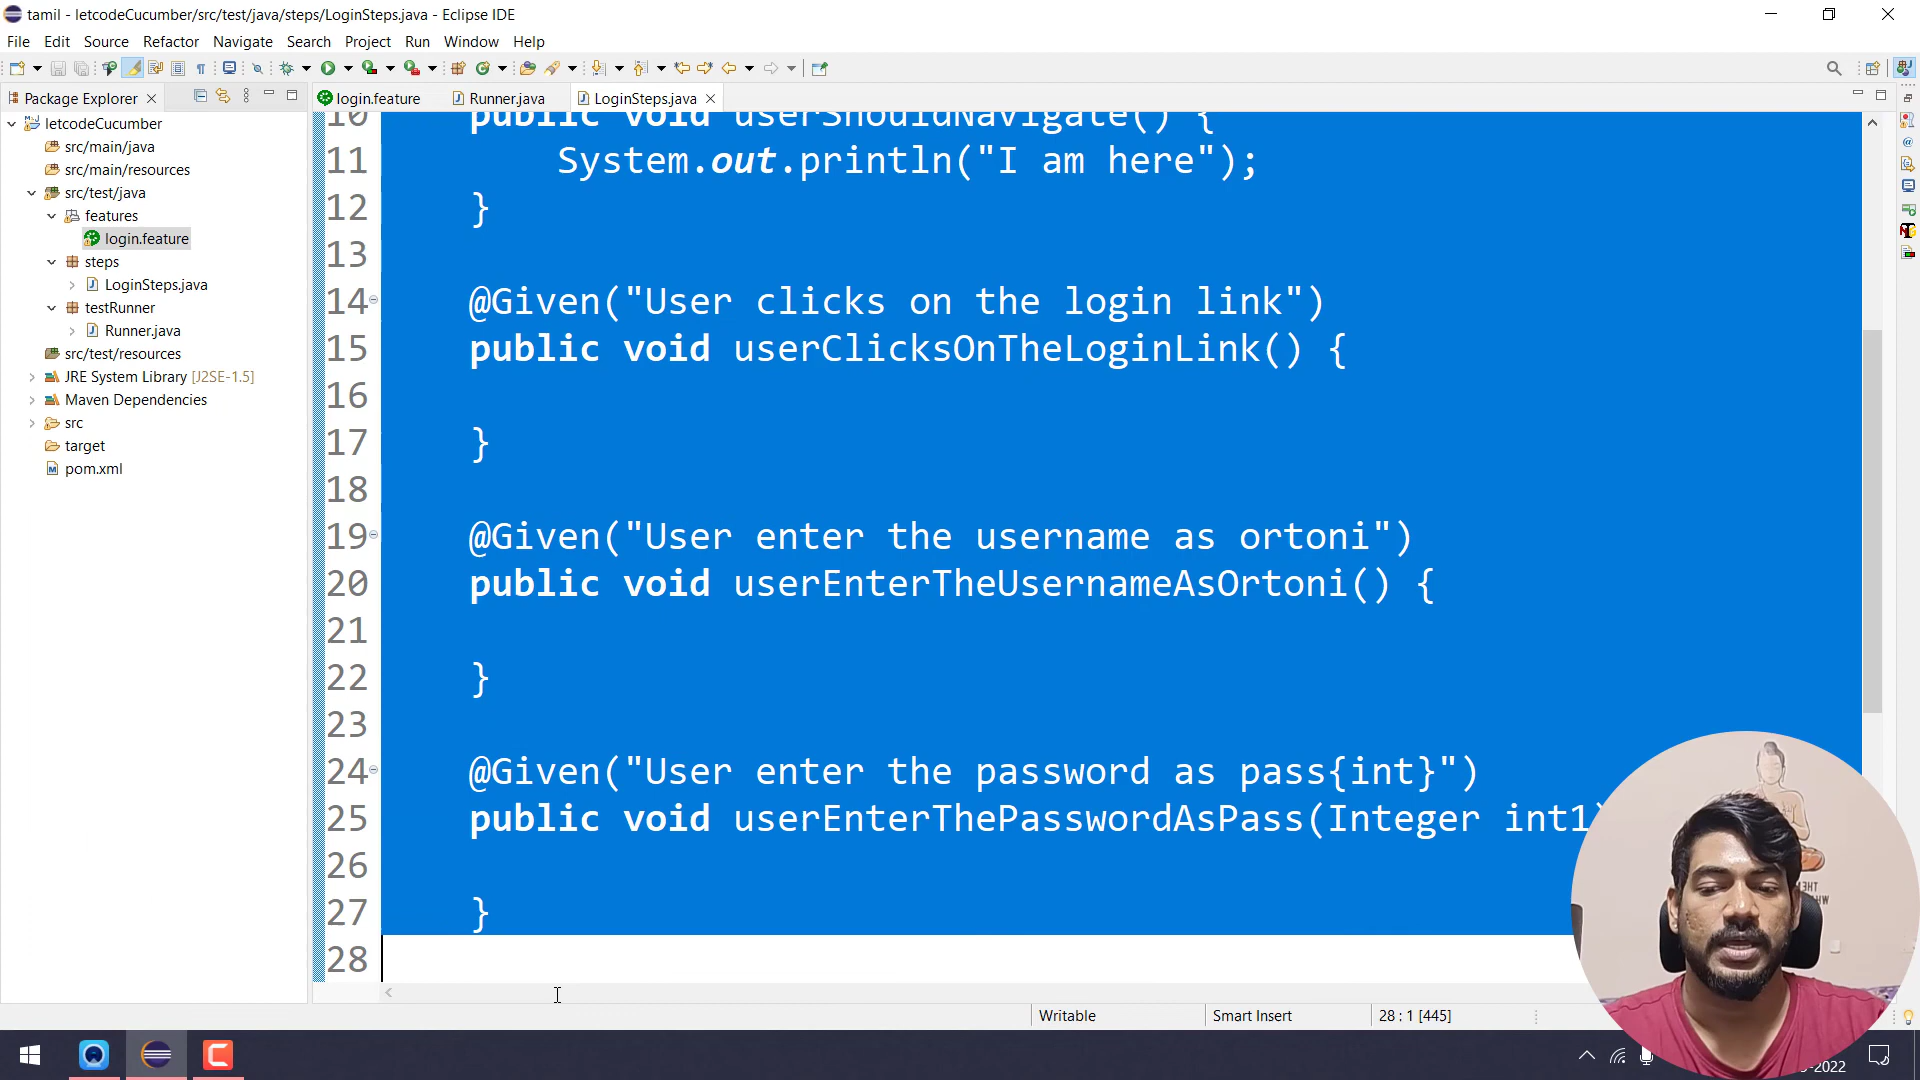 tamil - letcodeCucumber/src/test/java/steps/LoginSteps.java - Eclipse IDE
File Edit Source Refactor Navigate Search Project Run Window Help
Package Explorer
login.feature Runner.java LoginSteps.java
letcodeCucumber
src/main/java
src/main/resources
src/test/java
features
login.feature
steps
LoginSteps.java
testRunner
Runner.java
src/test/resources
JRE System Library [J2SE-1.5]
Maven Dependencies
src
target
pom.xml
10 public void userShouldNavigate() {
11 System.out.println("I am here");
12 }
13
14 @Given("User clicks on the login link")
15 public void userClicksOnTheLoginLink() {
16
17 }
18
19 @Given("User enter the username as ortoni")
20 public void userEnterTheUsernameAsOrtoni() {
21
22 }
23
24 @Given("User enter the password as pass{int}")
25 public void userEnterThePasswordAsPass(Integer int1)
26
27 }
28
Writable Smart Insert 28 : 1 [445]